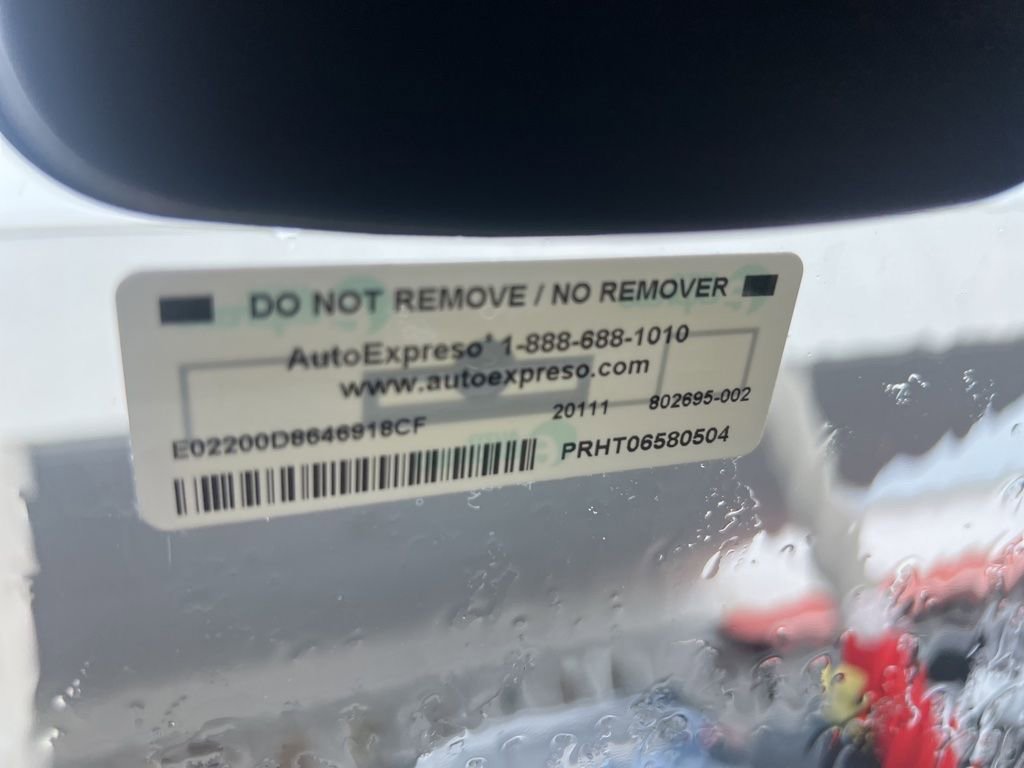 DO NOT REMOVE / NO REMOVER
AutoExpreso® 1-888-688-1010
www.autoexpreso.com
20111 802695-002
E02200D8646918CF
PRHT06580504